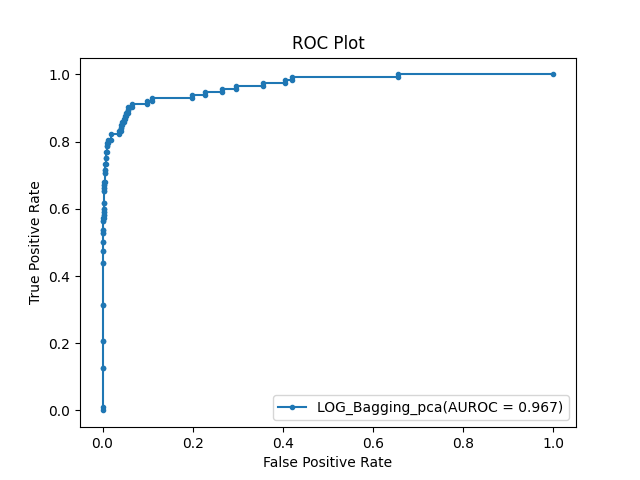 ROC Plot
1.0
0.8
0.6
0.4
0.2
0.0
True Positive Rate
LOG_Bagging_pca(AUROC = 0.967)
0.0 0.2 0.4 0.6 0.8 1.0
False Positive Rate